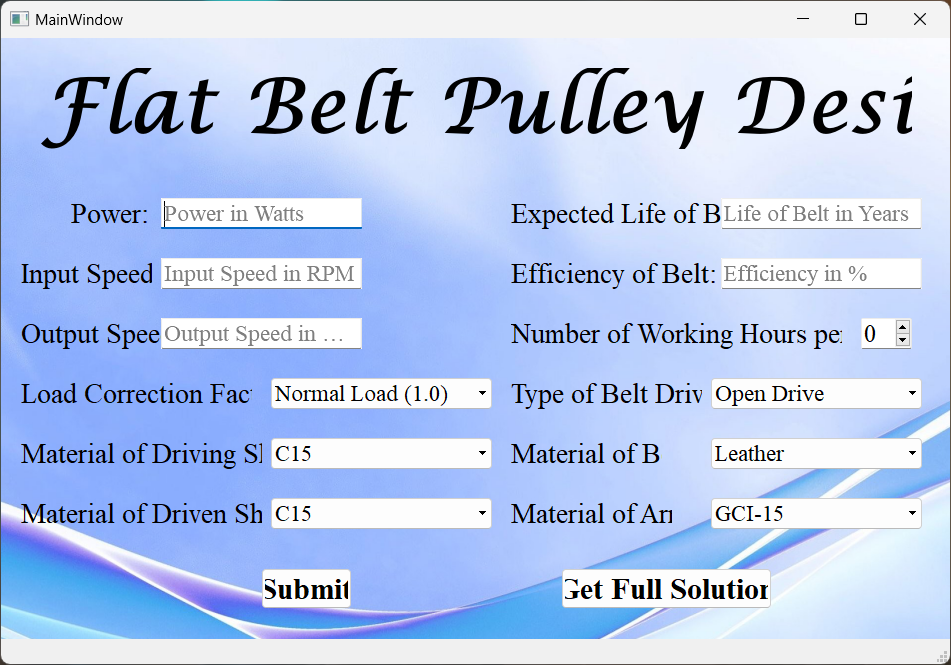 MainWindow
Flat Belt Pulley Desi
Power: Power in Watts Expected Life of B Life of Belt in Years
Input Speed Input Speed in RPM Efficiency of Belt: Efficiency in %
Output Spee Output Speed in … Number of Working Hours per 0
Load Correction Fac Normal Load (1.0) Type of Belt Driv Open Drive
Material of Driving Sh C15 Material of B Leather
Material of Driven Sh C15 Material of Arm GCI-15
Submit Get Full Solution